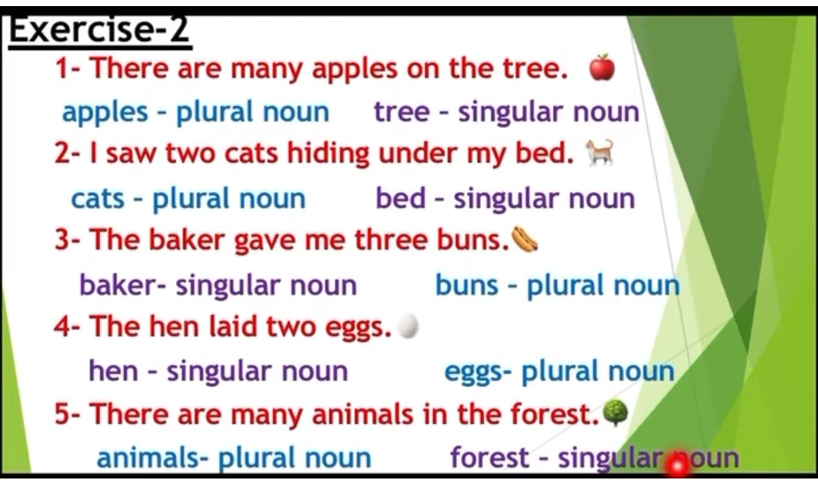 Exercise-2
1- There are many apples on the tree.
apples – plural noun tree – singular noun
2- I saw two cats hiding under my bed.
cats – plural noun bed – singular noun
3- The baker gave me three buns.
baker- singular noun buns – plural noun
4- The hen laid two eggs.
hen – singular noun eggs- plural noun
5- There are many animals in the forest.
animals- plural noun forest – singular noun